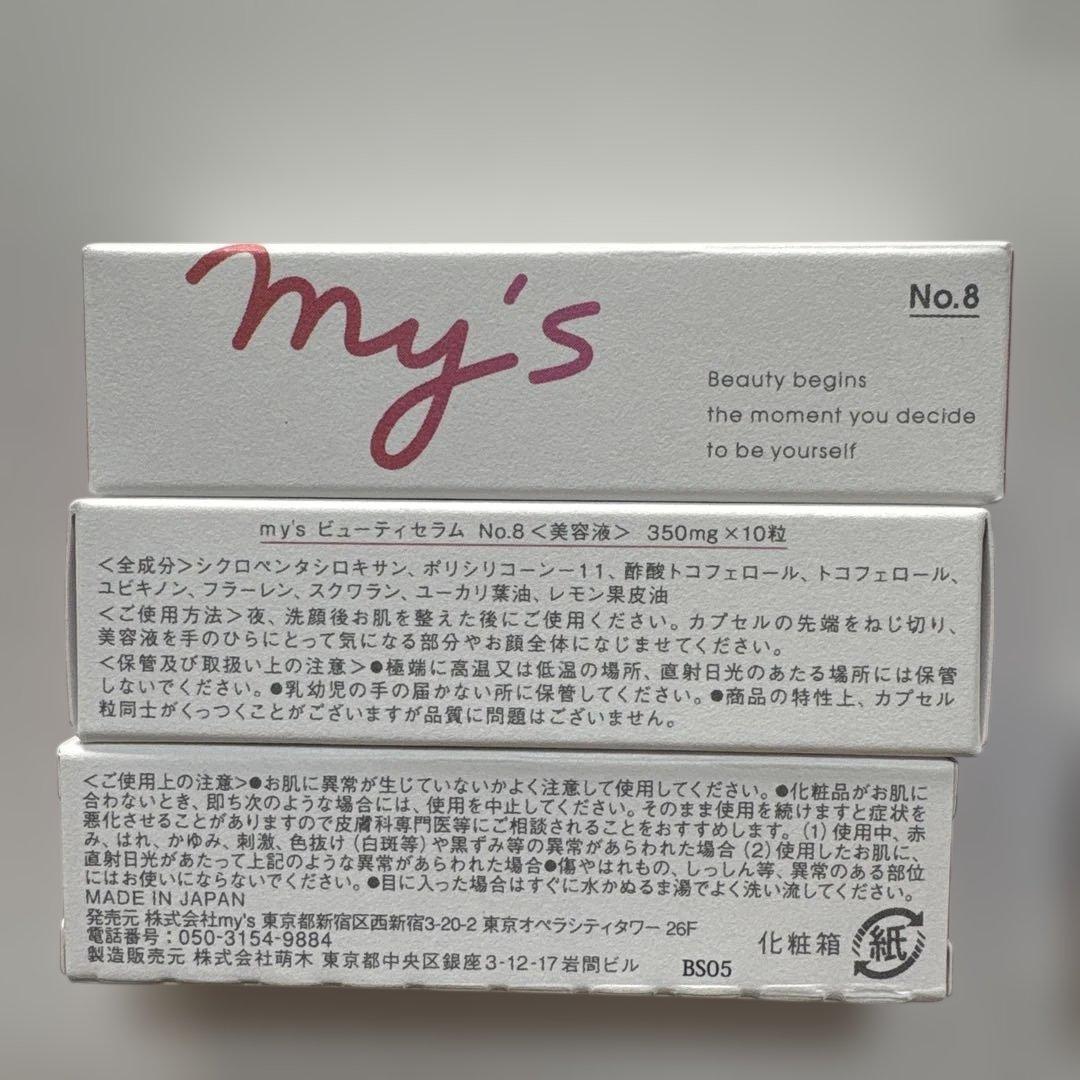 my's
No.8
Beauty begins
the moment you decide
to be yourself
my's ビューティセラム No.8<美容液> 350mg×10粒
<全成分>シクロペンタシロキサン、ポリシリコーン−11、酢酸トコフェロール、トコフェロール、
ユビキノン、フラーレン、スクワラン、ユーカリ葉油、レモン果皮油
<ご使用方法>夜、洗顔後お肌を整えた後にご使用ください。カプセルの先端をねじ切り、
美容液を手のひらにとって気になる部分やお顔全体になじませてください。
<保管及び取扱い上の注意>●極端に高温又は低温の場所、直射日光のあたる場所には保管
しないでください。●乳幼児の手の届かない所に保管してください。●商品の特性上、カプセル
粒同士がくっつくことがございますが品質に問題はございません。
<ご使用上の注意>●お肌に異常が生じていないかよく注意して使用してください。●化粧品がお肌に
合わないとき、即ち次のような場合には、使用を中止してください。そのまま使用を続けますと症状を
悪化させることがありますので皮膚科専門医等にご相談されることをおすすめします。(1)使用中、赤
み、はれ、かゆみ、刺激、色抜け(白斑等)や黒ずみ等の異常があらわれた場合(2)使用したお肌に、
直射日光があたって上記のような異常があらわれた場合●傷やはれもの、しっしん等、異常のある部位
にはお使いにならないでください。●目に入った場合はすぐに水かぬるま湯でよく洗い流してください。
MADE IN JAPAN
発売元 株式会社my's 東京都新宿区西新宿3-20-2 東京オペラシティタワー 26F
電話番号:050-3154-9884
製造販売元 株式会社萌木 東京都中央区銀座3-12-17岩間ビル BS05
化粧箱 紙